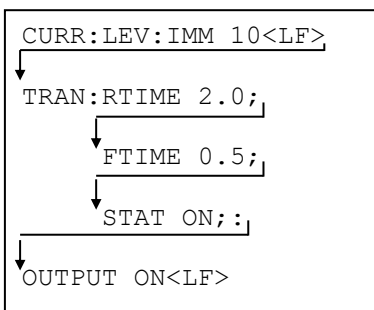 CURR:LEV:IMM 10<LF>
TRAN:RTIME 2.0;
FTIME 0.5;
STAT ON;:
OUTPUT ON<LF>